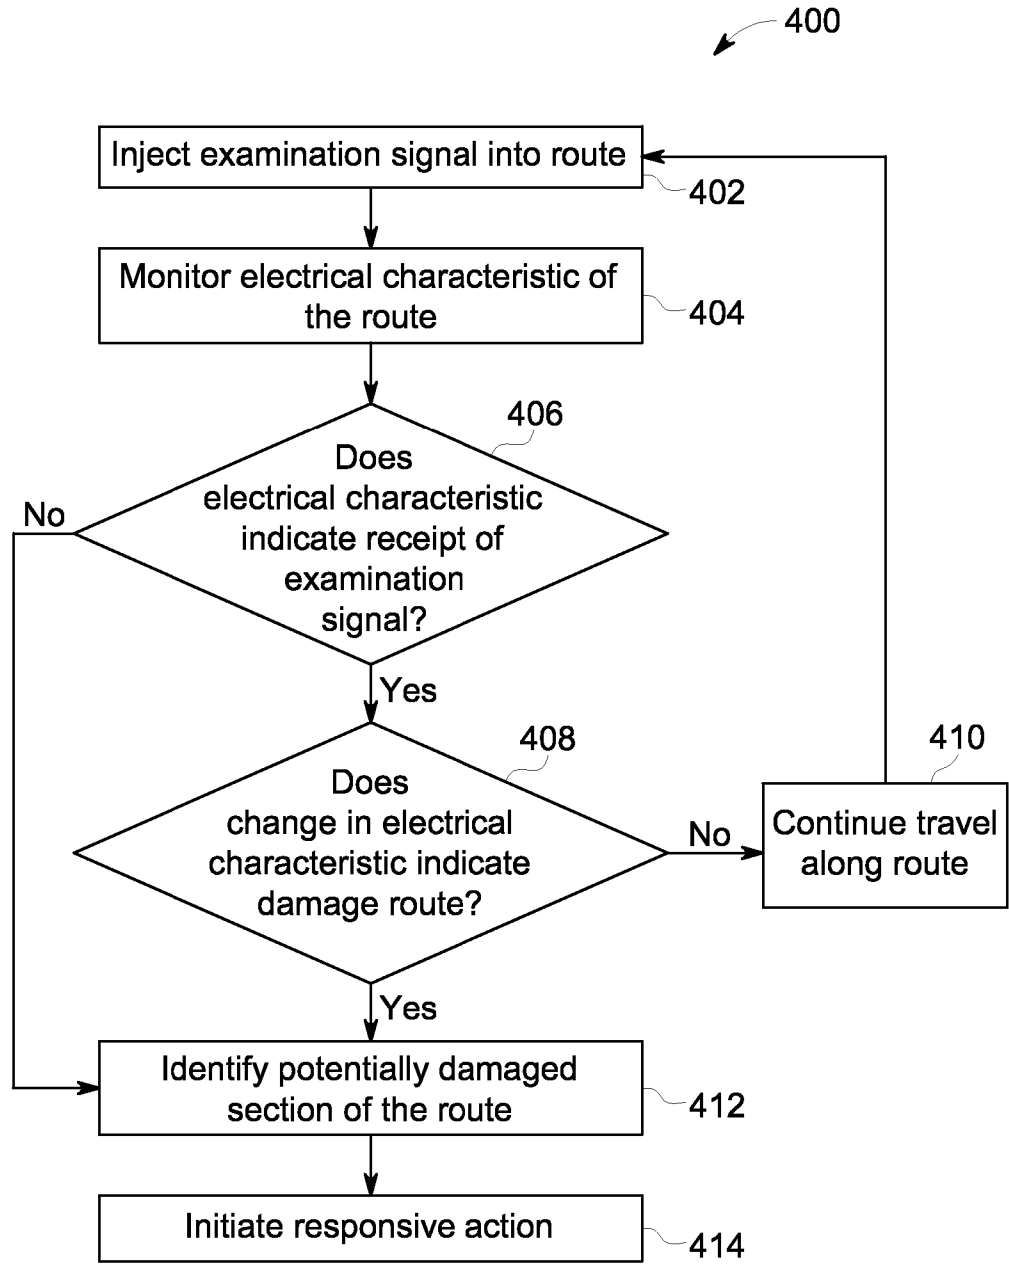 400
Inject examination signal into route
402
Monitor electrical characteristic of
the route
404
406
Does
electrical characteristic
indicate receipt of
examination
signal?
No
Yes
408
Does
change in electrical
characteristic indicate
damage route?
No
410
Continue travel
along route
Yes
Identify potentially damaged
section of the route
412
Initiate responsive action
414